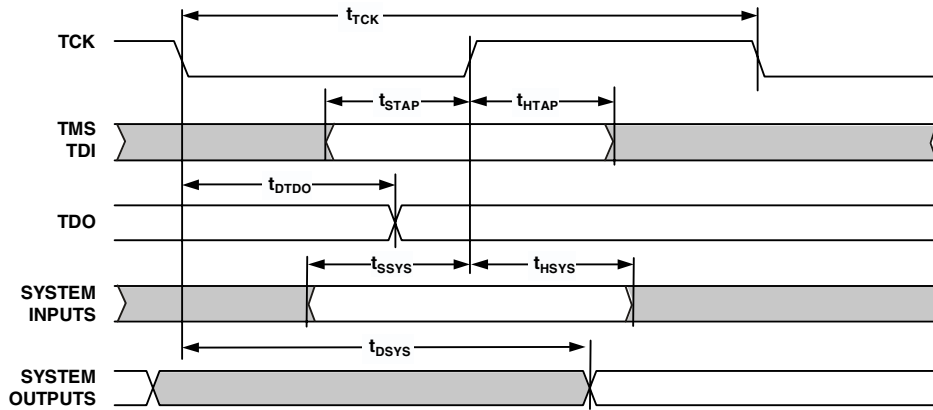 tTCK
TCK
tSTAP
tHTAP
TMS
TDI
tDTDO
TDO
tSSYS
tHSYS
SYSTEM
INPUTS
tDSYS
SYSTEM
OUTPUTS